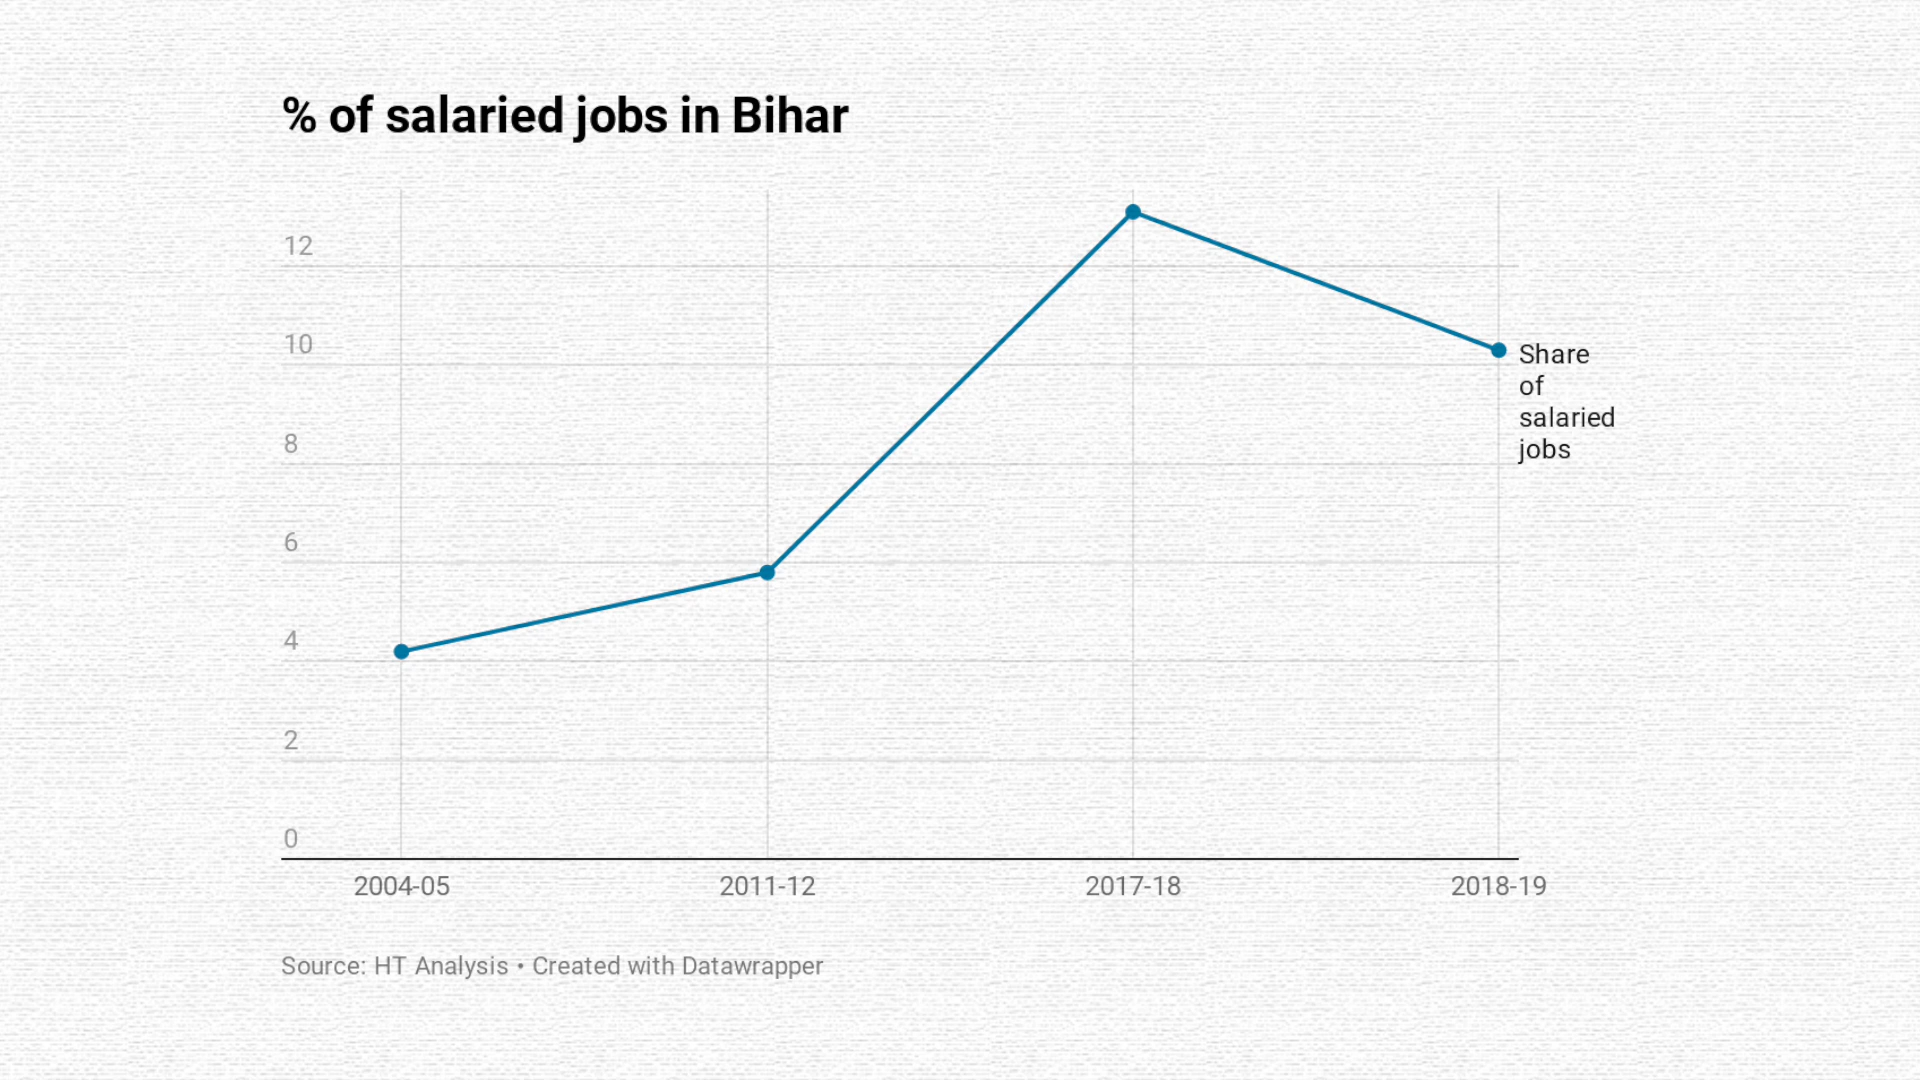 % of salaried jobs in Bihar
12
10
8
6
4
2
0
Share
of
salaried
jobs
2004-05 2011-12 2017-18 2018-19
Source: HT Analysis • Created with Datawrapper